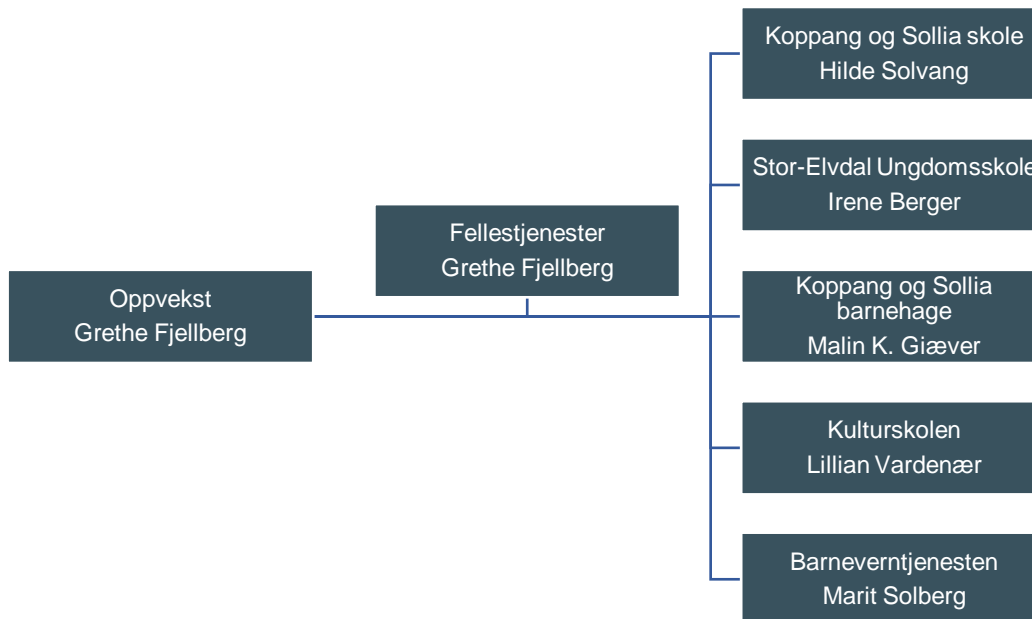 Oppvekst
Grethe Fjellberg
Fellestjenester
Grethe Fjellberg
Koppang og Sollia skole
Hilde Solvang
Stor-Elvdal Ungdomsskole
Irene Berger
Koppang og Sollia
barnehage
Malin K. Giæver
Kulturskolen
Lillian Vardenær
Barneverntjenesten
Marit Solberg